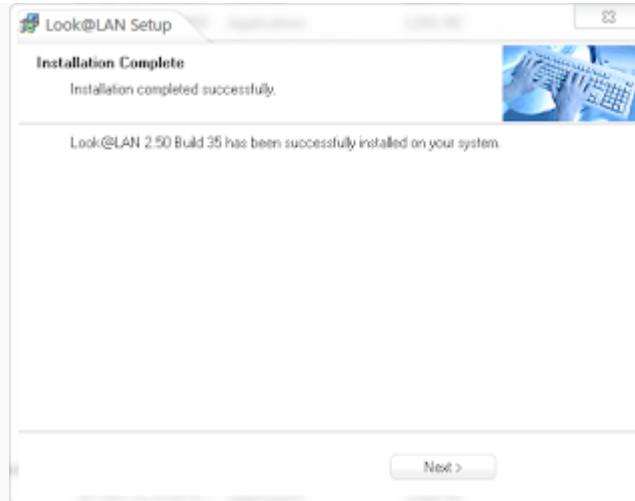 Look@LAN Setup
Installation Complete
Installation completed successfully.
Look@LAN 2.50 Build 35 has been successfully installed on your system.
Next >